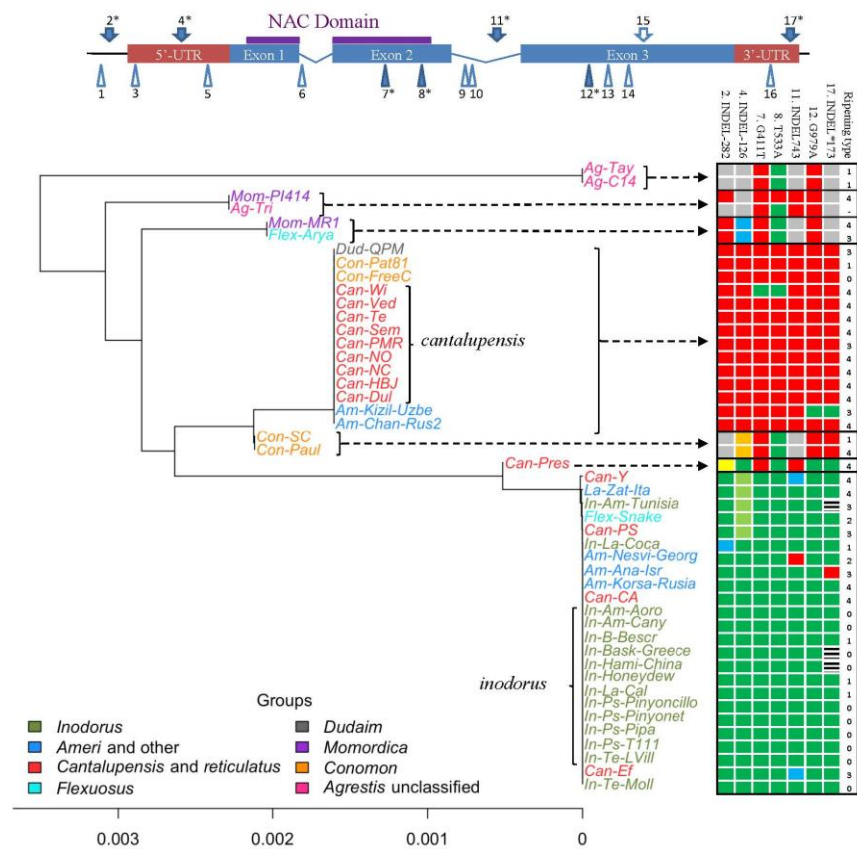 NAC Domain
2* 4* 11* 15 17*
5'-UTR Exon 1 Exon 2 Exon 3 3'-UTR
1 3 5 6 7* 8* 9 10 12* 13 14 16
2. INDEL-282
4. INDEL-126
7. G411T
8. T533A
11. INDEL743
12. G979A
17. INDEL*173
Ripening type
Ag-Tay 1
Ag-C14 1
Mom-PI414 4
Ag-Tri -
Mom-MR1 4
Flex-Arya 3
Dud-QPM 3
Con-Pat81 1
Con-FreeC 0
Can-Wi 4
Can-Ved 4
Can-Te 4
Can-Sem 4
cantalupensis
Can-PMR 3
Can-NO 4
Can-NC 4
Can-HBJ 4
Can-Dul 4
Am-Kizil-Uzbe 3
Am-Chan-Rus2 4
Con-SC 1
Con-Paul 4
Can-Pres 4
Can-Y 4
La-Zat-Ita 4
In-Am-Tunisia 3
Flex-Snake 2
Can-PS 3
In-La-Coca 1
Am-Nesvi-Georg 2
Am-Ana-Isr 3
Am-Korsa-Rusia 4
Can-CA 4
In-Am-Aoro 0
In-Am-Cany 0
In-B-Bescr 1
In-Bask-Greece 0
In-Hami-China 0
inodorus
In-Honeydew 1
In-La-Cal 1
In-Ps-Pinyoncillo 0
In-Ps-Pinyonet 0
In-Ps-Pipa 0
In-Ps-T111 0
In-Te-LVill 0
Can-Ef 3
In-Te-Moll 0
Groups
Inodorus
Ameri and other
Cantalupensis and reticulatus
Flexuosus
Dudaim
Momordica
Conomon
Agrestis unclassified
0.003 0.002 0.001 0